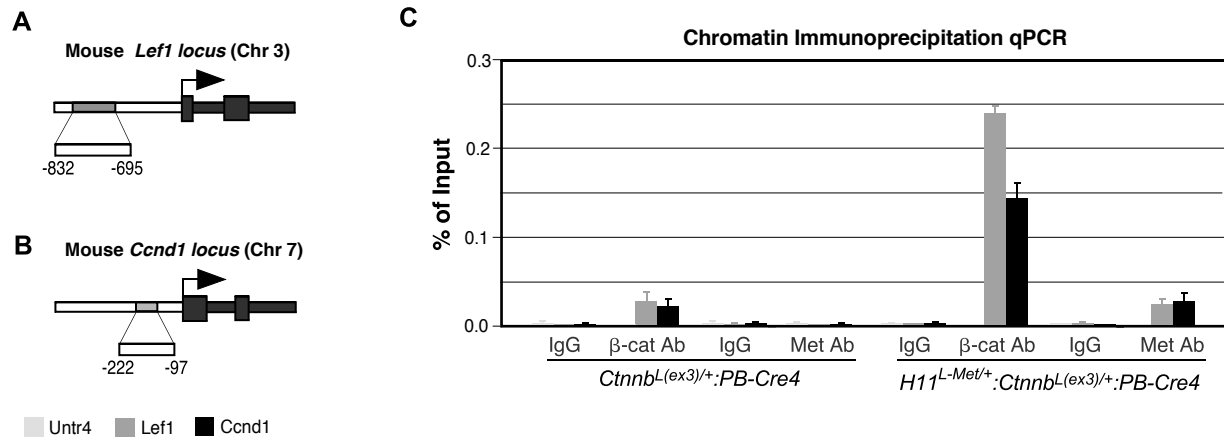 A
Mouse Lef1 locus (Chr 3)
-832 -695
B
Mouse Ccnd1 locus (Chr 7)
-222 -97
Untr4 Lef1 Ccnd1
C
Chromatin Immunoprecipitation qPCR
% of Input
0.3
0.2
0.1
0.0
IgG β-cat Ab IgG Met Ab IgG β-cat Ab IgG Met Ab
Ctnnb^L(ex3)/+:PB-Cre4 H11^L-Met/+:Ctnnb^L(ex3)/+:PB-Cre4